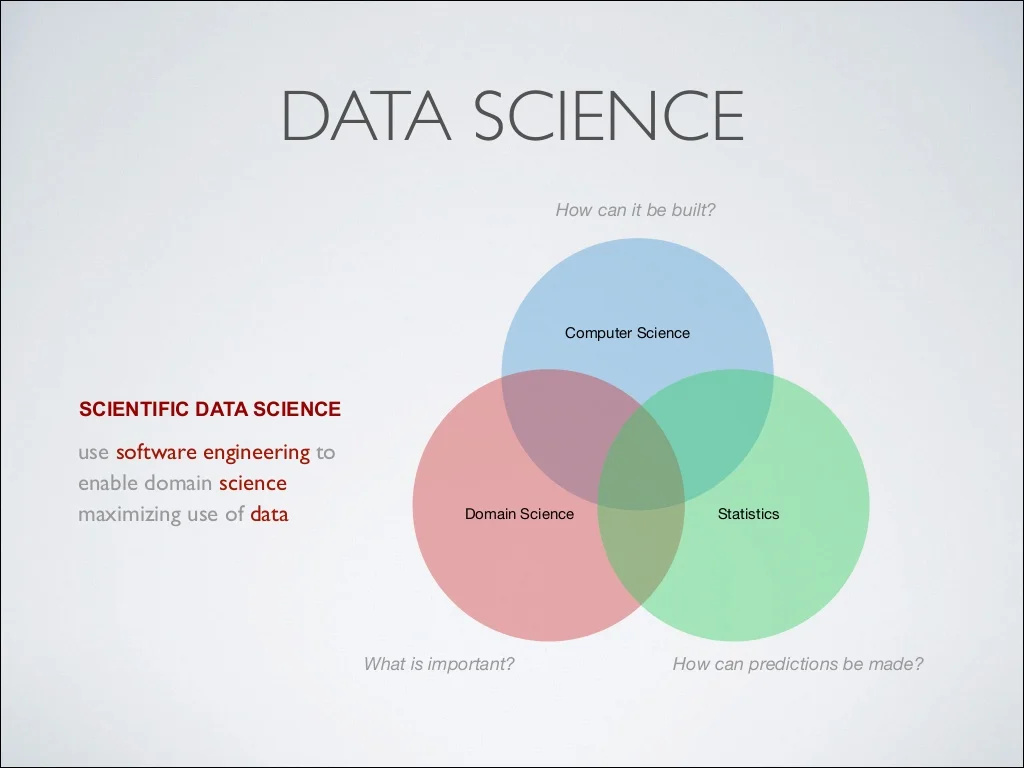 DATA SCIENCE
How can it be built?
Computer Science
SCIENTIFIC DATA SCIENCE
use software engineering to
enable domain science
maximizing use of data
Domain Science
Statistics
What is important?
How can predictions be made?